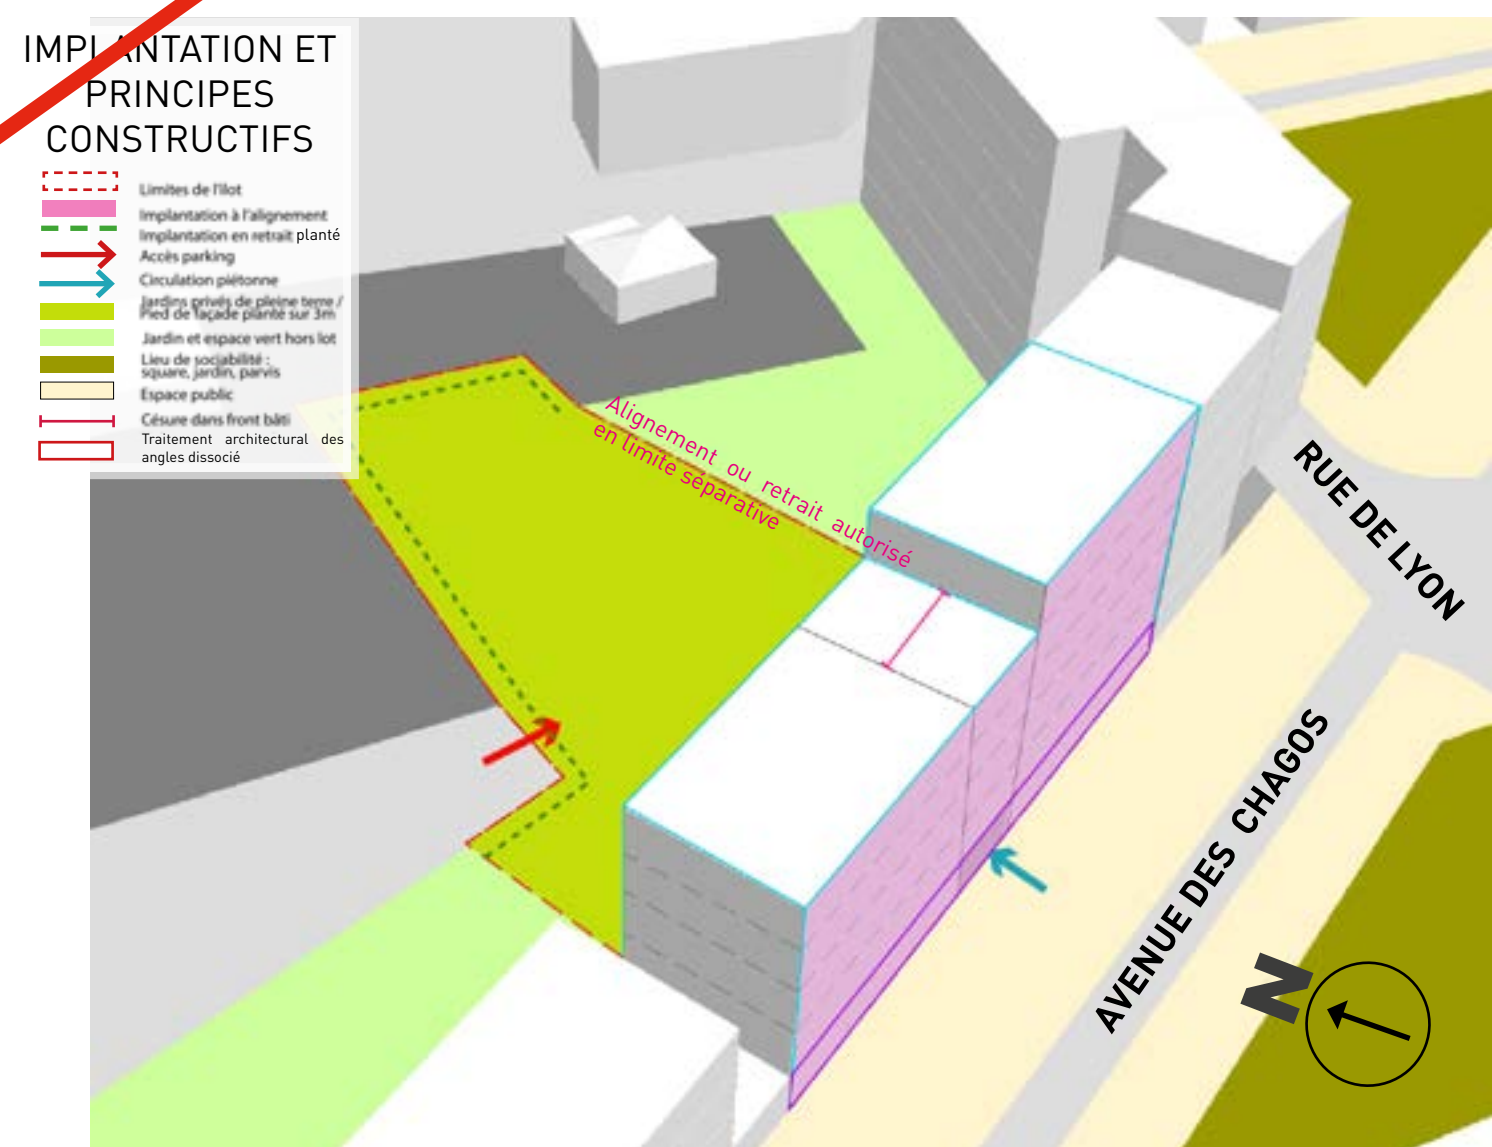 IMPLANTATION ET
PRINCIPES
CONSTRUCTIFS
Limites de l'îlot
Implantation à l'alignement
Implantation en retrait planté
Accès parking
Circulation piétonne
Jardins privés de pleine terre /
Pied de façade planté sur 3m
Jardin et espace vert hors lot
Lieu de sociabilité :
square, jardin, parvis
Espace public
Césure dans front bâti
Traitement architectural des
angles dissocié
Alignement ou retrait autorisé
en limite séparative
RUE DE LYON
AVENUE DES CHAGOS
N